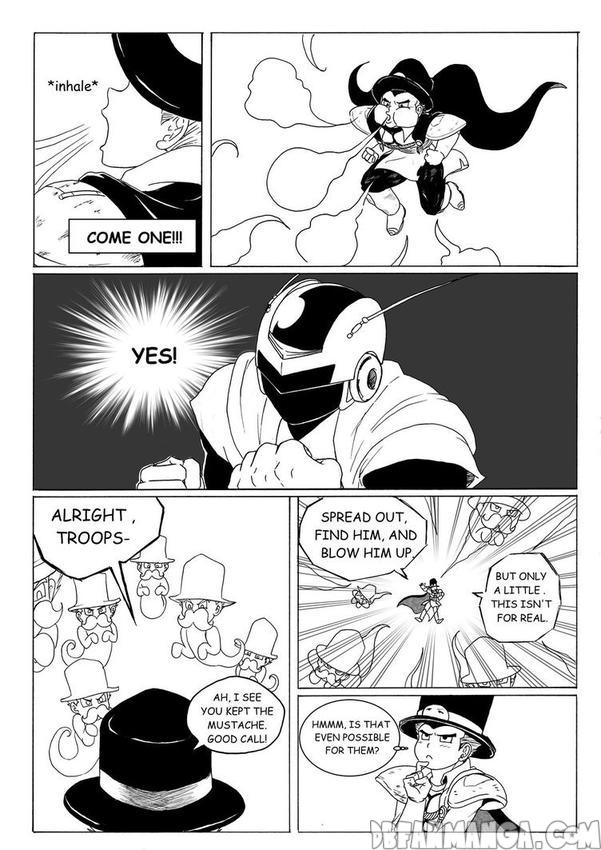 *inhale*
COME ONE!!!
YES!
ALRIGHT ,
TROOPS-
AH, I SEE
YOU KEPT THE
MUSTACHE.
GOOD CALL!
SPREAD OUT,
FIND HIM, AND
BLOW HIM UP.
BUT ONLY
A LITTLE .
THIS ISN'T
FOR REAL.
HMMM, IS THAT
EVEN POSSIBLE
FOR THEM?
DBFANMANGA.COM